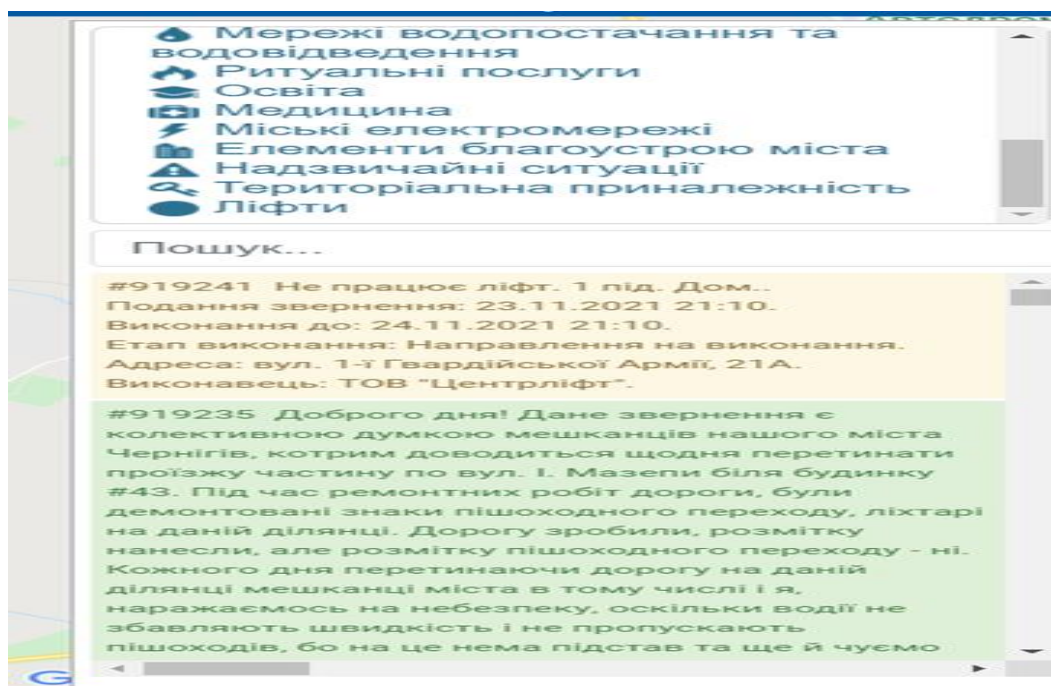 Мережі водопостачання та
водовідведення
Ритуальні послуги
Освіта
Медицина
Міські електромережі
Елементи благоустрою міста
Надзвичайні ситуації
Територіальна приналежність
Ліфти
Пошук...
#919241 Не працює ліфт. 1 під. Дом..
Подання звернення: 23.11.2021 21:10.
Виконання до: 24.11.2021 21:10.
Етап виконання: Направлення на виконання.
Адреса: вул. 1-ї Гвардійської Армії, 21А.
Виконавець: ТОВ "Центрліфт".
#919235 Доброго дня! Дане звернення є
колективною думкою мешканців нашого міста
Чернігів, котрим доводиться щодня перетинати
проїзжу частину по вул. І. Мазепи біля будинку
#43. Під час ремонтних робіт дороги, були
демонтовані знаки пішоходного переходу, ліхтарі
на даній ділянці. Дорогу зробили, розмітку
нанесли, але розмітку пішоходного переходу - ні.
Кожного дня перетинаючи дорогу на даній
ділянці мешканці міста в тому числі і я,
наражаємось на небезпеку, оскільки водії не
збавляють швидкість і не пропускають
пішоходів, бо на це нема підстав та ще й чуємо
G